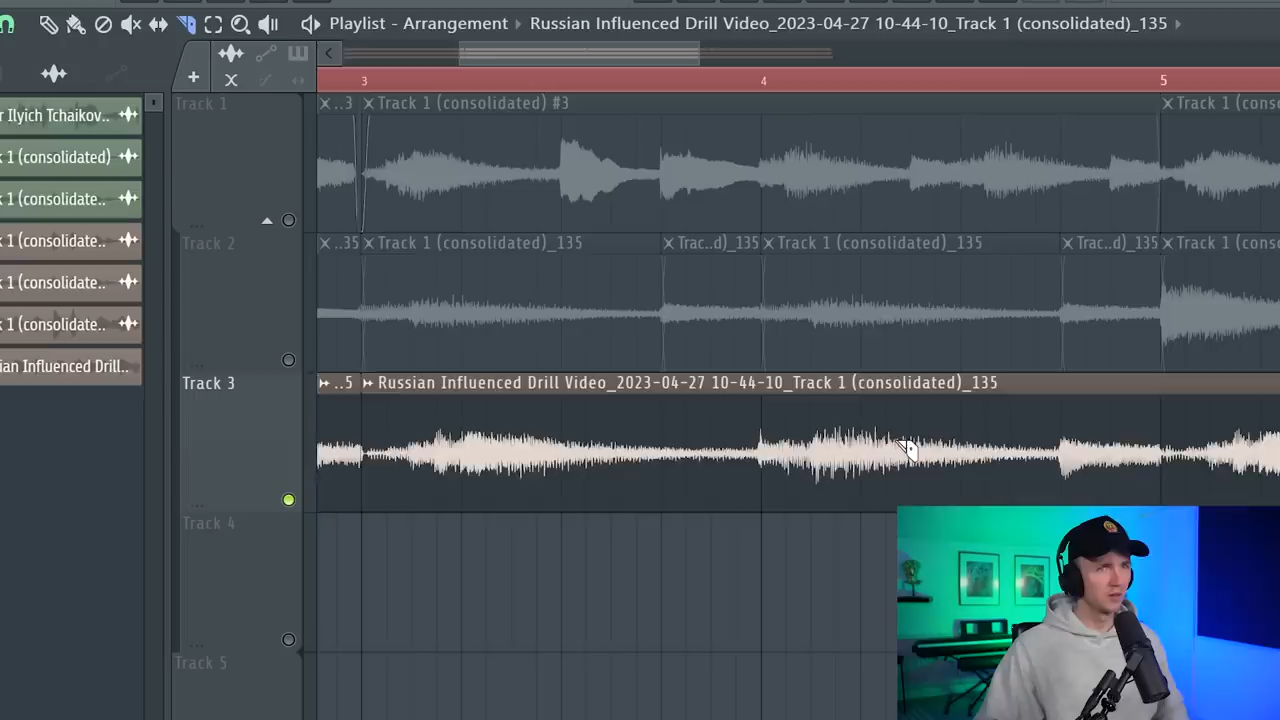 Playlist - Arrangement ▸ Russian Influenced Drill Video_2023-04-27 10-44-10_Track 1 (consolidated)_135 ▸
3 4 5
r Ilyich Tchaikov..
k 1 (consolidated)
k 1 (consolidate..
k 1 (consolidate..
k 1 (consolidate..
k 1 (consolidate..
ian Influenced Drill..
Track 1
..3 Track 1 (consolidated) #3 Track 1 (cons
Track 2
..35 Track 1 (consolidated)_135 Trac..d)_135 Track 1 (consolidated)_135 Trac..d)_135 Track 1 (cons
Track 3
..5 Russian Influenced Drill Video_2023-04-27 10-44-10_Track 1 (consolidated)_135
Track 4
Track 5